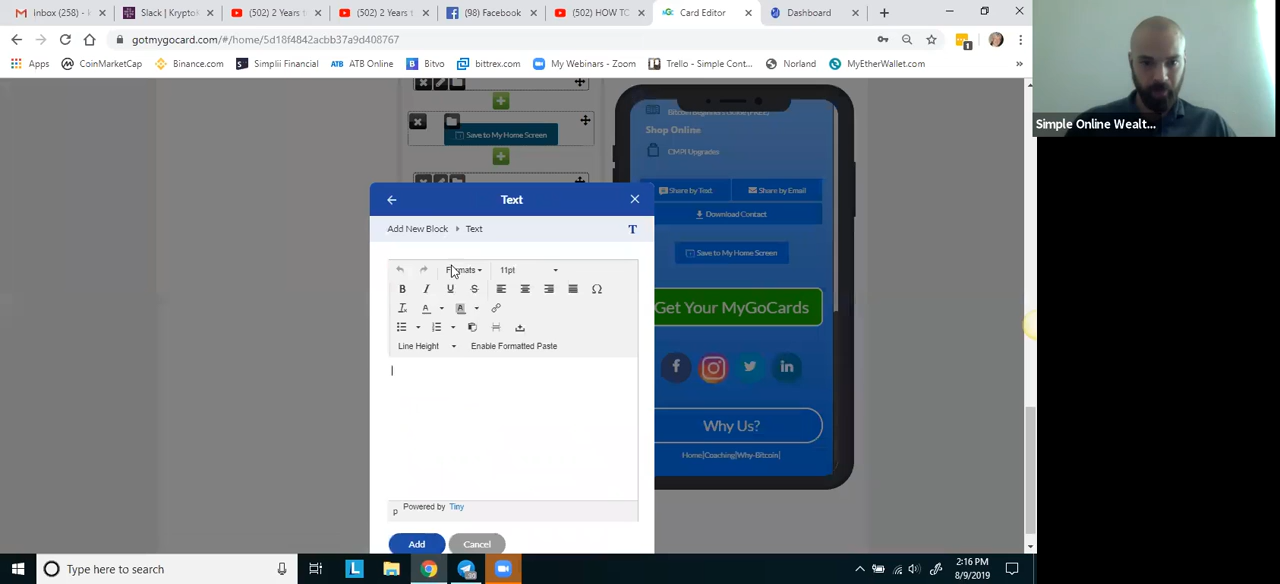 Inbox (258) - k
Slack | Krypto
(502) 2 Years t
(502) 2 Years t
(98) Facebook
(502) HOW TO
Card Editor
Dashboard
gotmygocard.com/#/home/5d18f4842acbb37a9d408767
Apps
CoinMarketCap
Binance.com
Simplii Financial
ATB ATB Online
Bitvo
bittrex.com
My Webinars - Zoom
Trello - Simple Cont...
Norland
MyEtherWallet.com
Simple Online Wealt...
Save to My Home Screen
Text
Add New Block
Text
T
Formats
11pt
B I U S
Line Height
Enable Formatted Paste
p
Powered by Tiny
Add
Cancel
Bitcoin Beginner's Online (FREE)
Shop Online
CMPI Upgrades
Share by Text
Share by Email
Download Contact
Save to My Home Screen
Get Your MyGoCards
Why Us?
Home|Coaching|Why-Bitcoin|
Type here to search
2:16 PM
8/9/2019